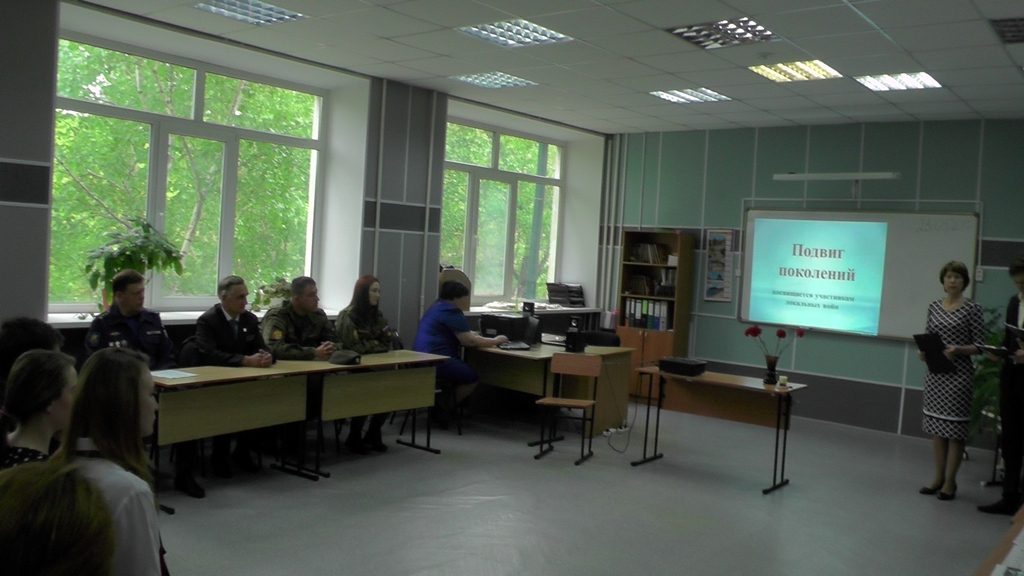 Подвиг
поколений
посвящается участникам
локальных войн